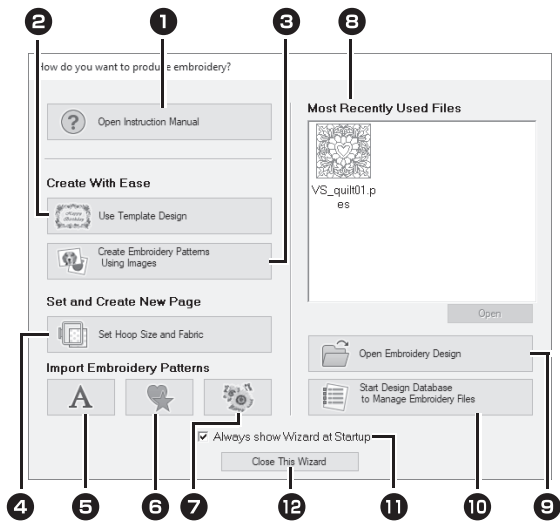 1
2
3
8
How do you want to produce embroidery?
Open Instruction Manual
Create With Ease
Happy
Birthday
Use Template Design
Create Embroidery Patterns
Using Images
Set and Create New Page
Set Hoop Size and Fabric
Import Embroidery Patterns
A
Most Recently Used Files
VS_quilt01.p
es
Open
Open Embroidery Design
Start Design Database
to Manage Embroidery Files
Always show Wizard at Startup
Close This Wizard
4
5
6
7
12
11
10
9